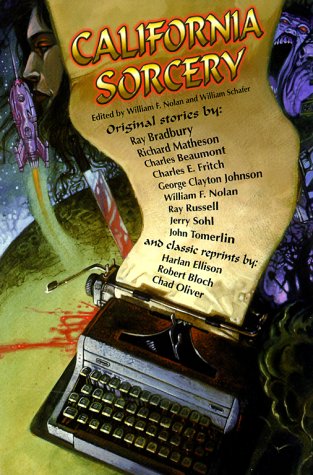 CALIFORNIA
SORCERY
Edited by William F. Nolan and William Schafer
Original stories by:
Ray Bradbury
Richard Matheson
Charles Beaumont
Charles E. Fritch
George Clayton Johnson
William F. Nolan
Ray Russell
Jerry Sohl
John Tomerlin
and classic reprints by:
Harlan Ellison
Robert Bloch
Chad Oliver